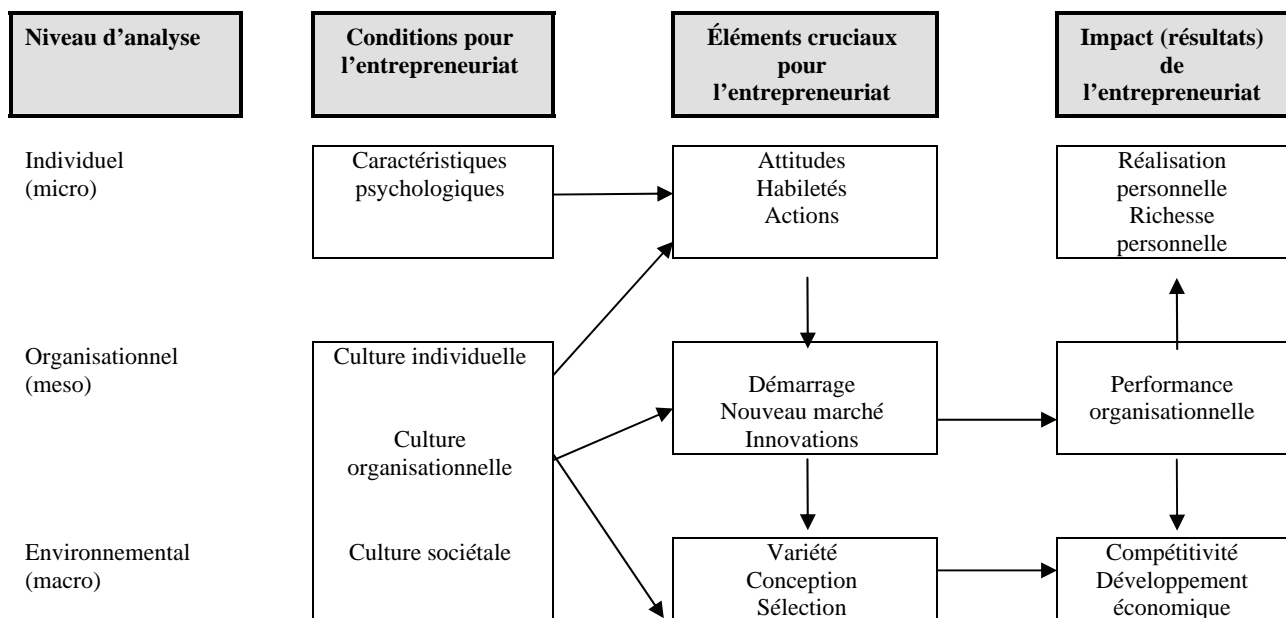 Niveau d’analyse
Conditions pour
l’entrepreneuriat
Éléments cruciaux
pour
l’entrepreneuriat
Impact (résultats)
de
l’entrepreneuriat
Individuel
(micro)
Caractéristiques
psychologiques
Attitudes
Habiletés
Actions
Réalisation
personnelle
Richesse
personnelle
Organisationnel
(meso)
Culture individuelle
Culture
organisationnelle
Démarrage
Nouveau marché
Innovations
Performance
organisationnelle
Environnemental
(macro)
Culture sociétale
Variété
Conception
Sélection
Compétitivité
Développement
économique